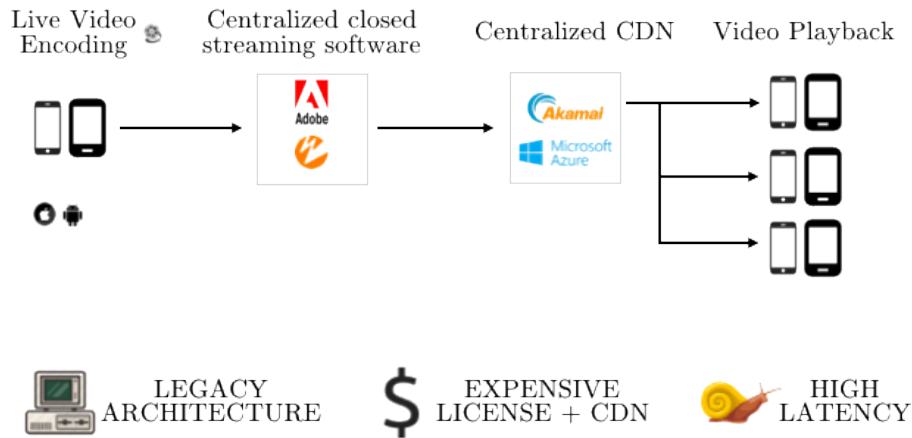 Live Video
Encoding
Centralized closed
streaming software
Centralized CDN
Video Playback
Adobe
Akamai
Microsoft
Azure
LEGACY
ARCHITECTURE
$
EXPENSIVE
LICENSE + CDN
HIGH
LATENCY